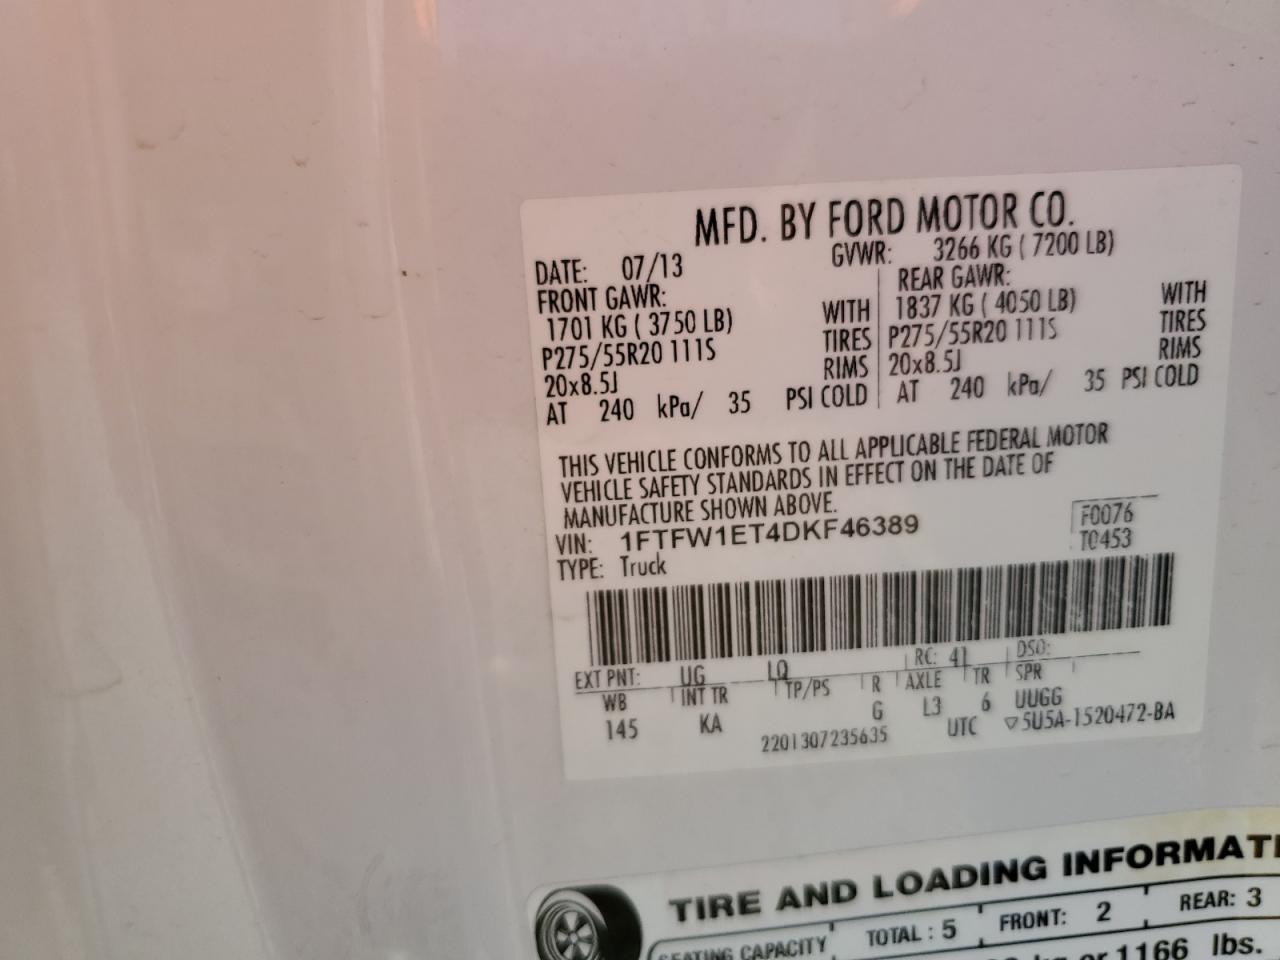 MFD. BY FORD MOTOR CO.
DATE: 07/13 GVWR: 3266 KG ( 7200 LB)
FRONT GAWR: REAR GAWR:
1701 KG ( 3750 LB) WITH 1837 KG ( 4050 LB) WITH
P275/55R20 111S TIRES P275/55R20 111S TIRES
20x8.5J RIMS 20x8.5J RIMS
AT 240 kPa/ 35 PSI COLD AT 240 kPa/ 35 PSI COLD
THIS VEHICLE CONFORMS TO ALL APPLICABLE FEDERAL MOTOR
VEHICLE SAFETY STANDARDS IN EFFECT ON THE DATE OF
MANUFACTURE SHOWN ABOVE.
VIN: 1FTFW1ET4DKF46389 F0076
TYPE: Truck T0453
EXT PNT: UG LQ RC: 41 DSO:
WB INT TR TP/PS R AXLE TR SPR
145 KA G L3 6 UUGG
2201307235635 UTC ▽5U5A-1520472-BA
TIRE AND LOADING INFORMATI
SEATING CAPACITY TOTAL : 5 FRONT: 2 REAR: 3
kg or 1166 lbs.